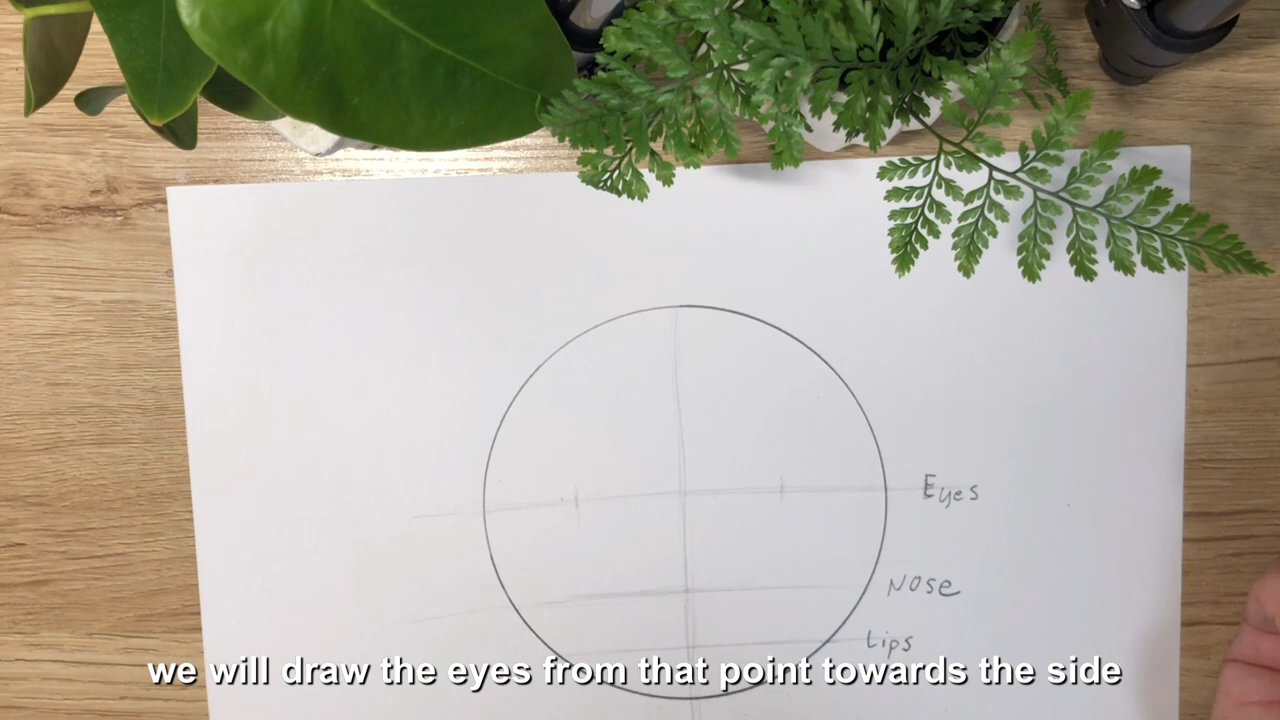 Eyes
Nose
Lips
we will draw the eyes from that point towards the side